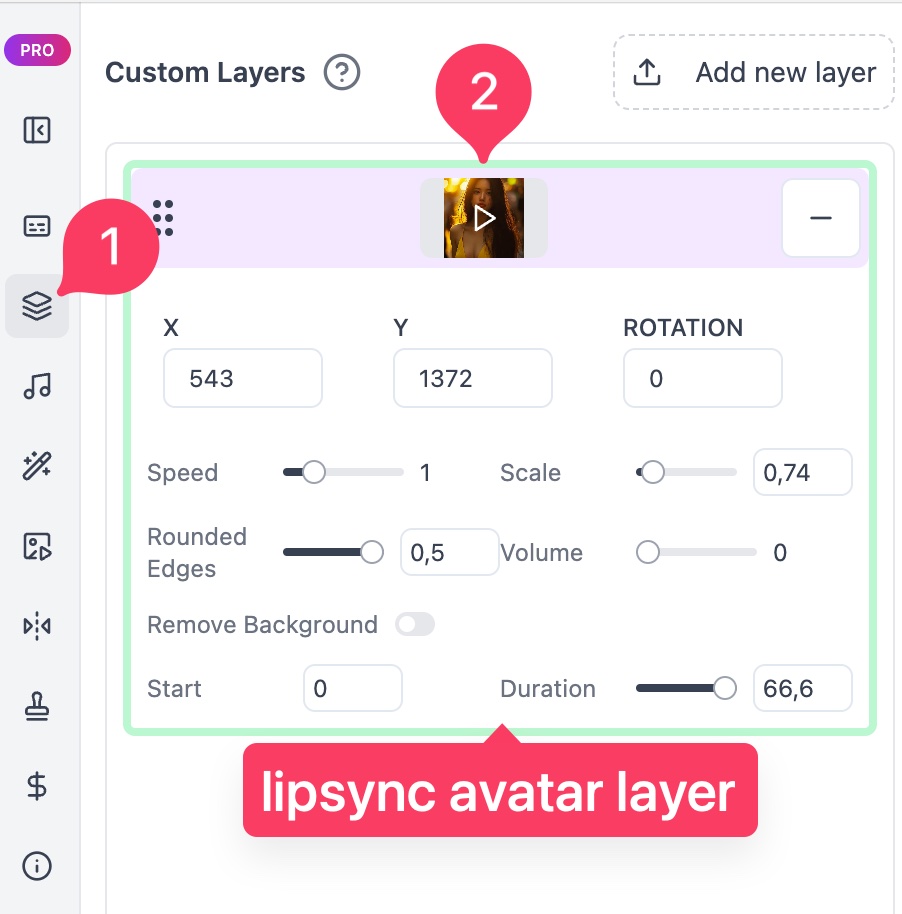 PRO
Custom Layers
?
Add new layer
2
1
X
Y
ROTATION
543
1372
0
Speed
1
Scale
0,74
Rounded
Edges
0,5
Volume
0
Remove Background
Start
0
Duration
66,6
lipsync avatar layer